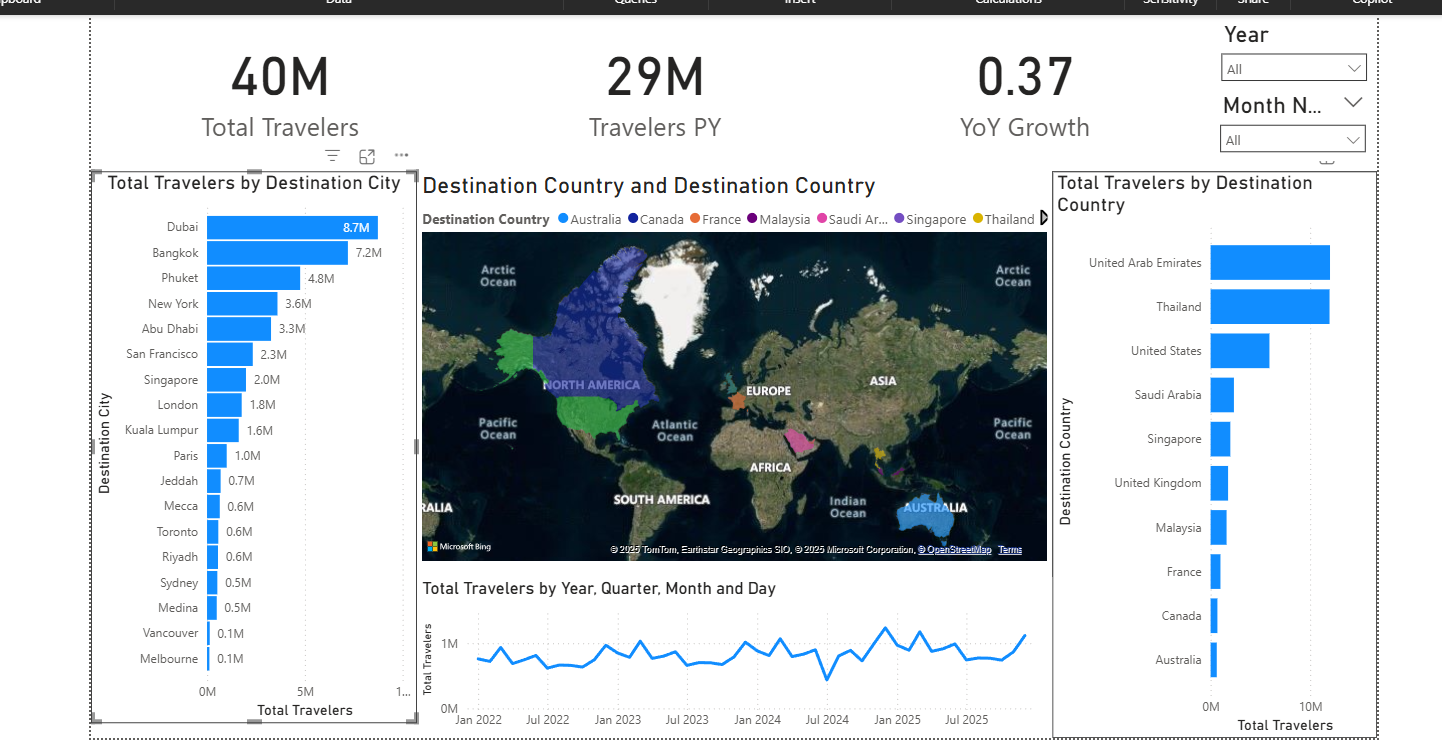 Data
Queries
Insert
Calculations
Sensitivity
Share
Copilot
40M
Total Travelers
29M
Travelers PY
0.37
YoY Growth
Year
All
Month N...
All
Total Travelers by Destination City
Destination City
Dubai 8.7M
Bangkok 7.2M
Phuket 4.8M
New York 3.6M
Abu Dhabi 3.3M
San Francisco 2.3M
Singapore 2.0M
London 1.8M
Kuala Lumpur 1.6M
Paris 1.0M
Jeddah 0.7M
Mecca 0.6M
Toronto 0.6M
Riyadh 0.6M
Sydney 0.5M
Medina 0.5M
Vancouver 0.1M
Melbourne 0.1M
0M 5M 1...
Total Travelers
Destination Country and Destination Country
Destination Country Australia Canada France Malaysia Saudi Ar... Singapore Thailand
Arctic
Ocean
Arctic
Ocean
NORTH AMERICA
EUROPE
ASIA
Pacific
Ocean
Atlantic
Ocean
Pacific
Ocean
AFRICA
SOUTH AMERICA
Indian
Ocean
RALIA
AUSTRALIA
Microsoft Bing
© 2025 TomTom, Earthstar Geographics SIO, © 2025 Microsoft Corporation, © OpenStreetMap Terms
Total Travelers by Year, Quarter, Month and Day
Total Travelers
1M
0M
Jan 2022 Jul 2022 Jan 2023 Jul 2023 Jan 2024 Jul 2024 Jan 2025 Jul 2025
Total Travelers by Destination
Country
Destination Country
United Arab Emirates
Thailand
United States
Saudi Arabia
Singapore
United Kingdom
Malaysia
France
Canada
Australia
0M 10M
Total Travelers